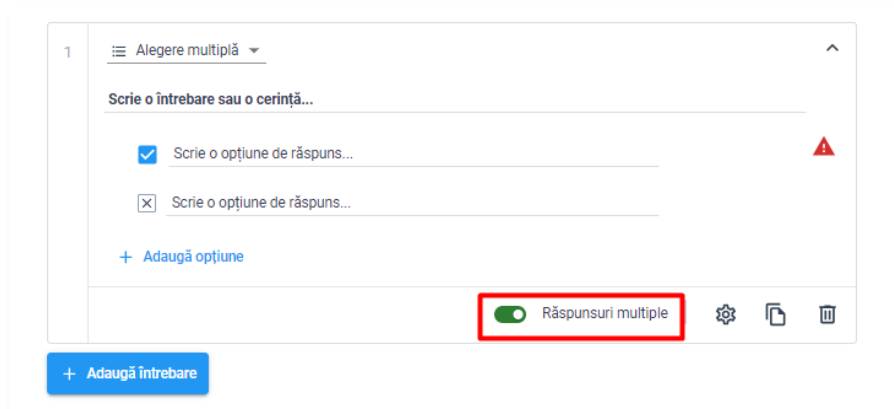 1
Alegere multiplă
Scrie o întrebare sau o cerință...
Scrie o opțiune de răspuns...
Scrie o opțiune de răspuns...
+ Adaugă opțiune
Răspunsuri multiple
+ Adaugă întrebare